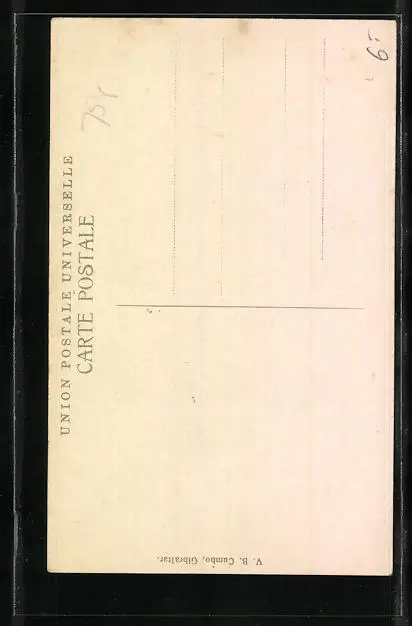 UNION POSTALE UNIVERSELLE
CARTE POSTALE
V. B. Cumbo, Gibraltar.